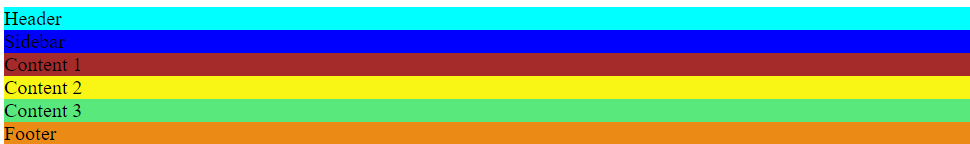 Header
Sidebar
Content 1
Content 2
Content 3
Footer